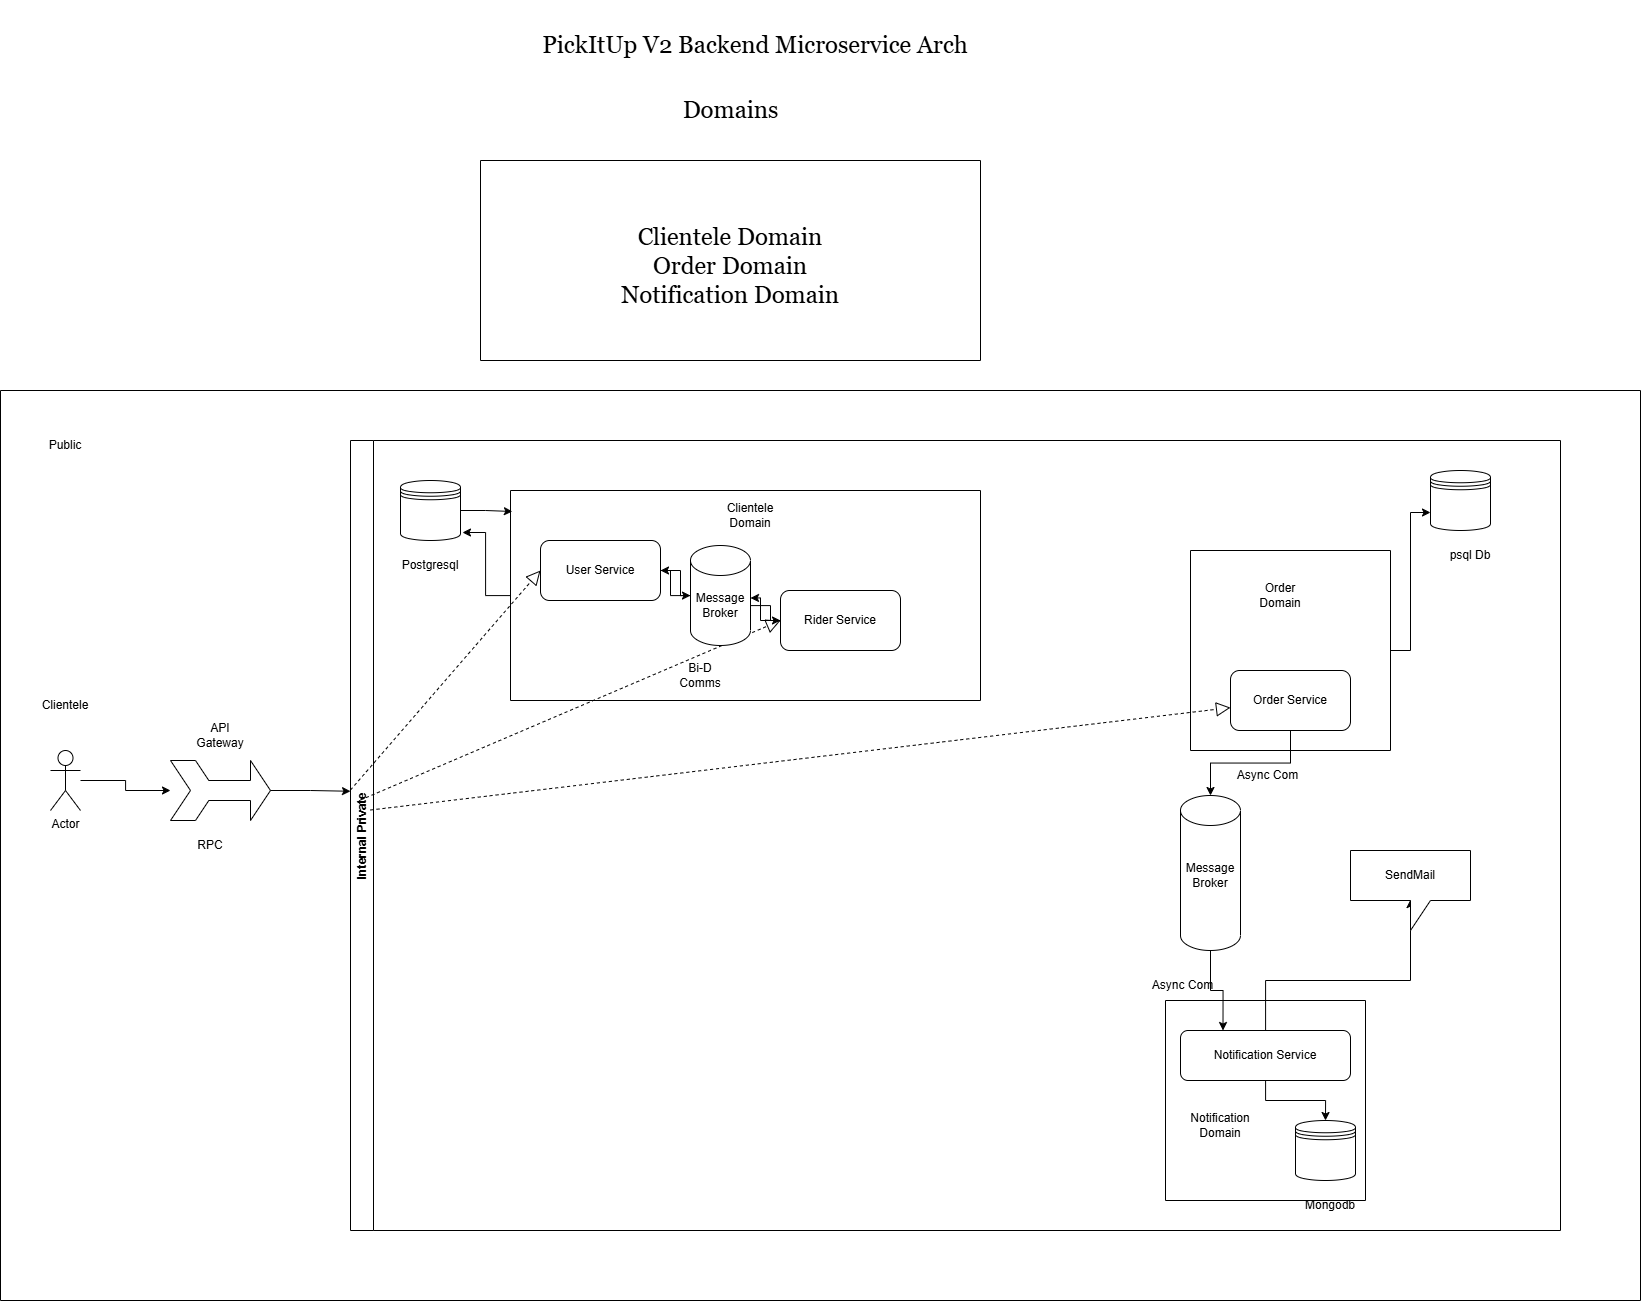 PickItUp V2 Backend Microservice Arch
Domains
Clientele Domain
Order Domain
Notification Domain
Public
Clientele
Domain
Postgresql
User Service
Message
Broker
Rider Service
Bi-D
Comms
psql Db
Order
Domain
Order Service
Async Com
Clientele
API
Gateway
Actor
RPC
Internal Private
Message
Broker
SendMail
Async Com
Notification Service
Notification
Domain
Mongodb